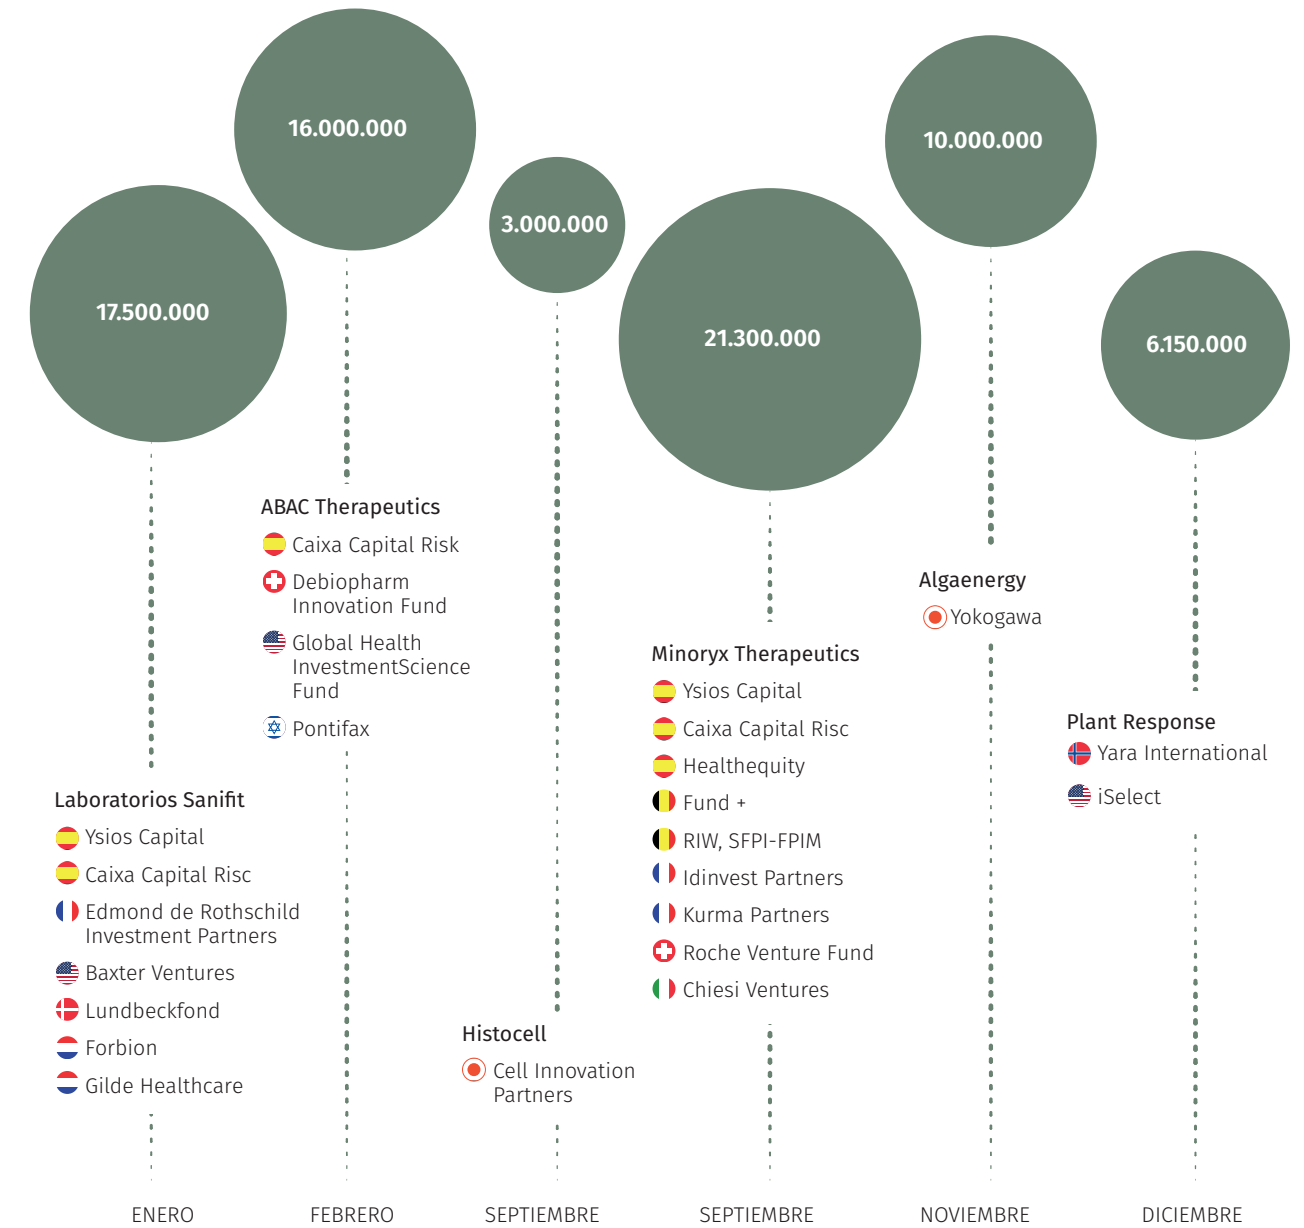 16.000.000
10.000.000
3.000.000
17.500.000
21.300.000
6.150.000
ABAC Therapeutics
Caixa Capital Risk
Debiopharm
Innovation Fund
Global Health
InvestmentScience
Fund
Pontifax
Algaenergy
Yokogawa
Minoryx Therapeutics
Ysios Capital
Caixa Capital Risc
Healthequity
Fund +
RIW, SFPI-FPIM
Idinvest Partners
Kurma Partners
Roche Venture Fund
Chiesi Ventures
Plant Response
Yara International
iSelect
Laboratorios Sanifit
Ysios Capital
Caixa Capital Risc
Edmond de Rothschild
Investment Partners
Baxter Ventures
Lundbeckfond
Forbion
Gilde Healthcare
Histocell
Cell Innovation
Partners
ENERO
FEBRERO
SEPTIEMBRE
SEPTIEMBRE
NOVIEMBRE
DICIEMBRE